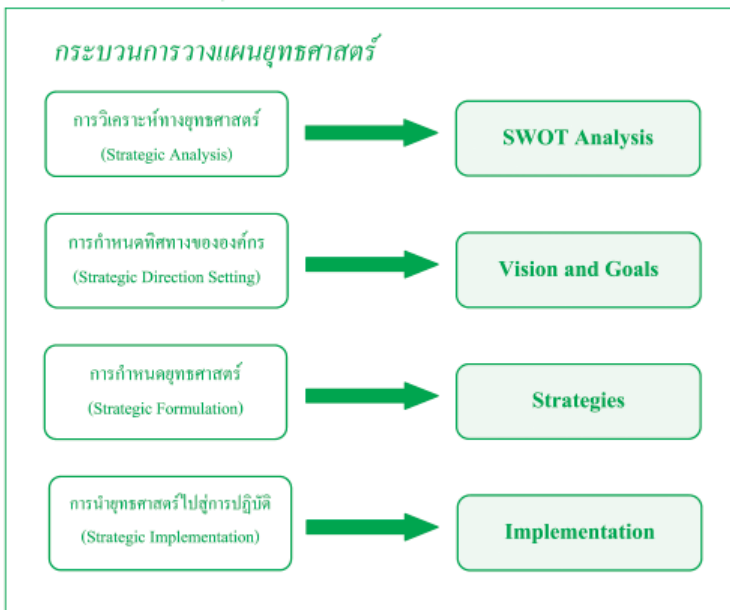 กระบวนการวางแผนยุทธศาสตร์
การวิเคราะห์ทางยุทธศาสตร์
(Strategic Analysis)
SWOT Analysis
การกำหนดทิศทางขององค์กร
(Strategic Direction Setting)
Vision and Goals
การกำหนดยุทธศาสตร์
(Strategic Formulation)
Strategies
การนำยุทธศาสตร์ไปสู่การปฏิบัติ
(Strategic Implementation)
Implementation